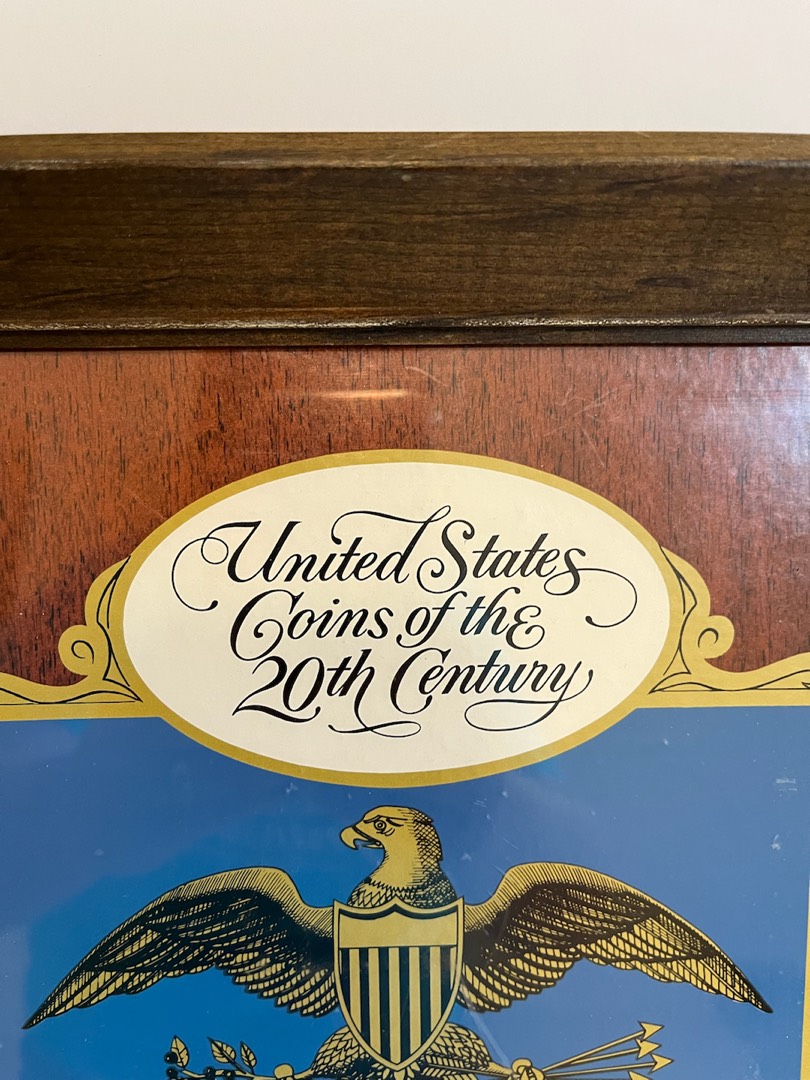 United States
Coins of the
20th Century